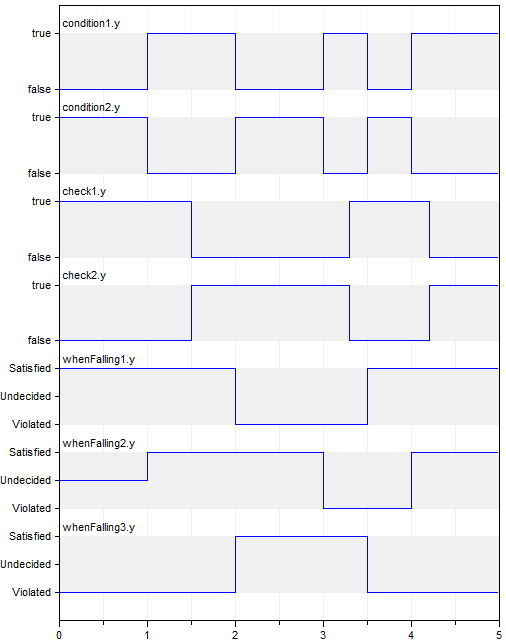 condition1.y
true
false
condition2.y
true
false
check1.y
true
false
check2.y
true
false
whenFalling1.y
Satisfied
Undecided
Violated
whenFalling2.y
Satisfied
Undecided
Violated
whenFalling3.y
Satisfied
Undecided
Violated
0 1 2 3 4 5